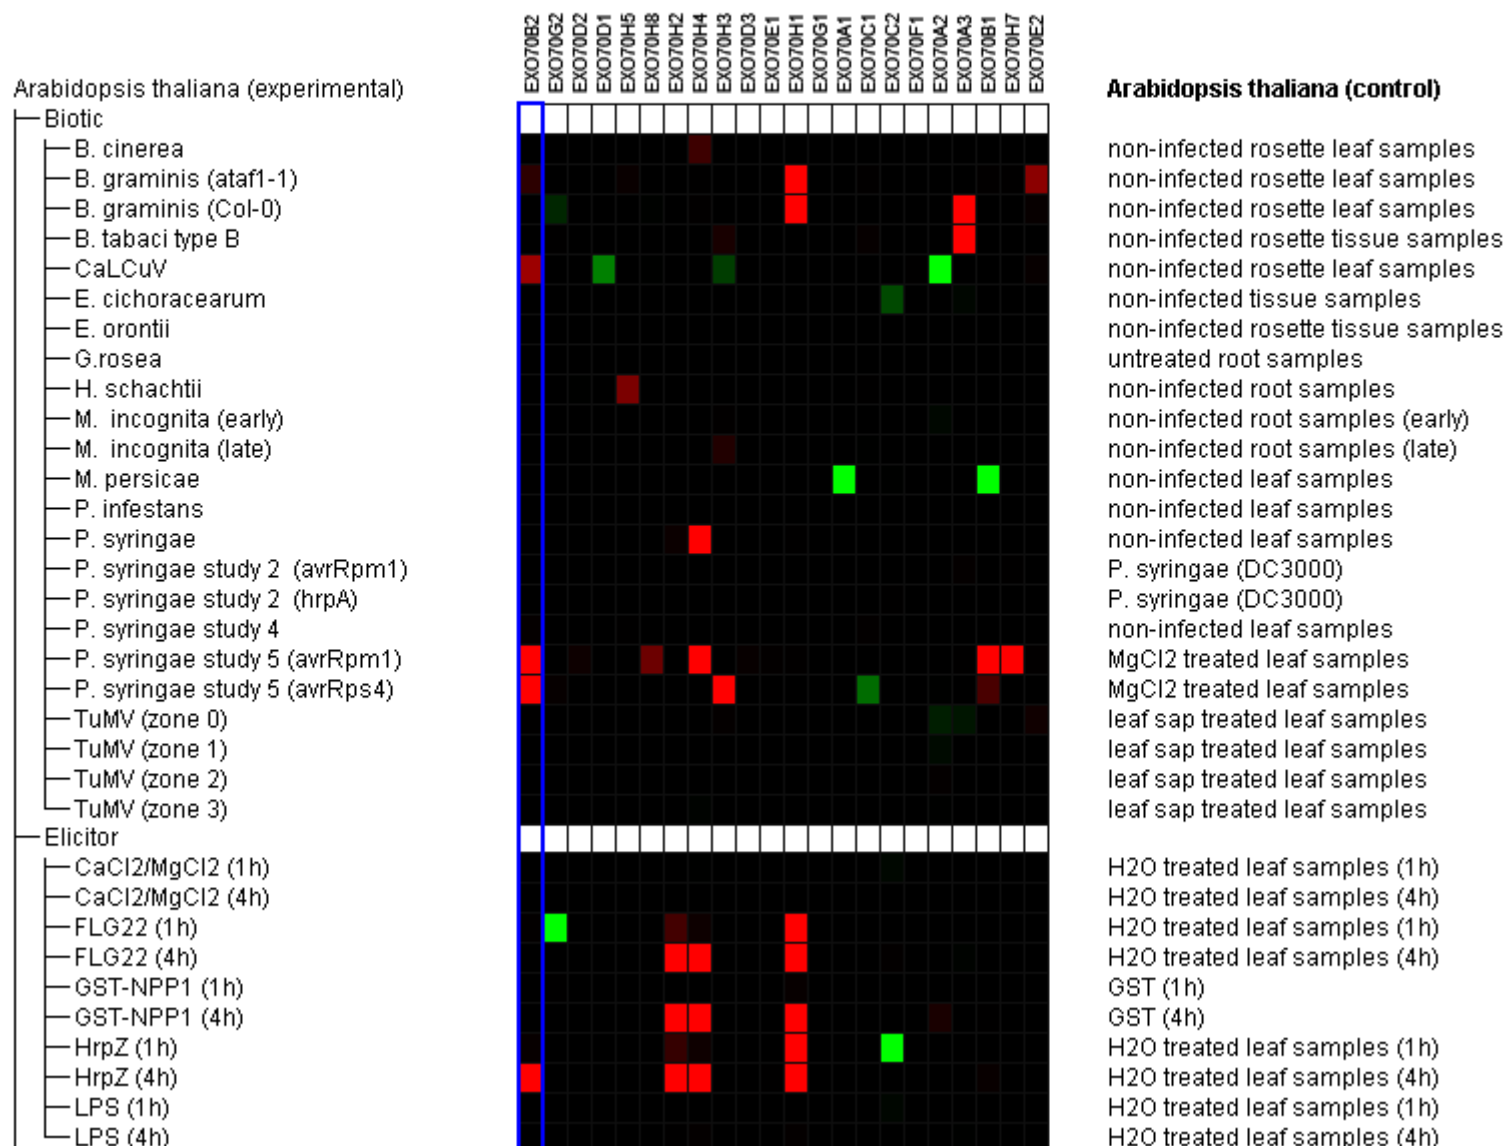 EXO70B2
EXO70G2
EXO70D2
EXO70D1
EXO70H5
EXO70H8
EXO70H2
EXO70H4
EXO70H3
EXO70D3
EXO70E1
EXO70H1
EXO70G1
EXO70A1
EXO70C1
EXO70C2
EXO70F1
EXO70A2
EXO70A3
EXO70B1
EXO70H7
EXO70E2
Arabidopsis thaliana (experimental) Arabidopsis thaliana (control)
Biotic
B. cinerea non-infected rosette leaf samples
B. graminis (ataf1-1) non-infected rosette leaf samples
B. graminis (Col-0) non-infected rosette leaf samples
B. tabaci type B non-infected rosette tissue samples
CaLCuV non-infected rosette leaf samples
E. cichoracearum non-infected tissue samples
E. orontii non-infected rosette tissue samples
G.rosea untreated root samples
H. schachtii non-infected root samples
M. incognita (early) non-infected root samples (early)
M. incognita (late) non-infected root samples (late)
M. persicae non-infected leaf samples
P. infestans non-infected leaf samples
P. syringae non-infected leaf samples
P. syringae study 2 (avrRpm1) P. syringae (DC3000)
P. syringae study 2 (hrpA) P. syringae (DC3000)
P. syringae study 4 non-infected leaf samples
P. syringae study 5 (avrRpm1) MgCl2 treated leaf samples
P. syringae study 5 (avrRps4) MgCl2 treated leaf samples
TuMV (zone 0) leaf sap treated leaf samples
TuMV (zone 1) leaf sap treated leaf samples
TuMV (zone 2) leaf sap treated leaf samples
TuMV (zone 3) leaf sap treated leaf samples
Elicitor
CaCl2/MgCl2 (1h) H2O treated leaf samples (1h)
CaCl2/MgCl2 (4h) H2O treated leaf samples (4h)
FLG22 (1h) H2O treated leaf samples (1h)
FLG22 (4h) H2O treated leaf samples (4h)
GST-NPP1 (1h) GST (1h)
GST-NPP1 (4h) GST (4h)
HrpZ (1h) H2O treated leaf samples (1h)
HrpZ (4h) H2O treated leaf samples (4h)
LPS (1h) H2O treated leaf samples (1h)
LPS (4h) H2O treated leaf samples (4h)